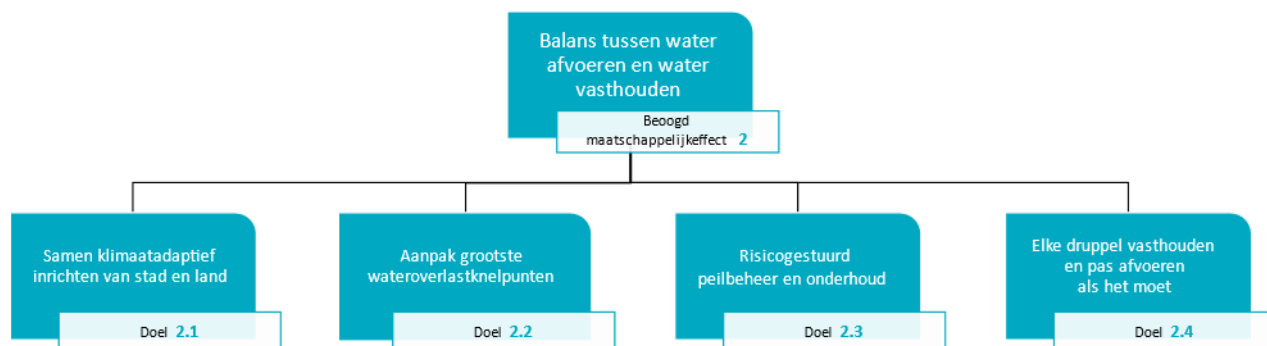 Balans tussen water
afvoeren en water
vasthouden
Beoogd
maatschappelijkeffect 2
Samen klimaatadaptief
inrichten van stad en land
Doel 2.1
Aanpak grootste
wateroverlastknelpunten
Doel 2.2
Risicogestuurd
peilbeheer en onderhoud
Doel 2.3
Elke druppel vasthouden
en pas afvoeren
als het moet
Doel 2.4